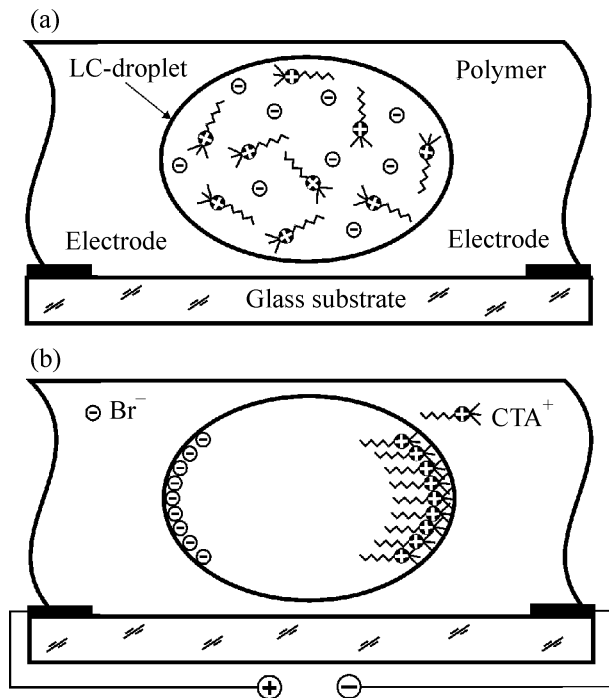 (a)
LC-droplet
Polymer
Electrode
Electrode
Glass substrate
(b)
Br⁻
CTA⁺